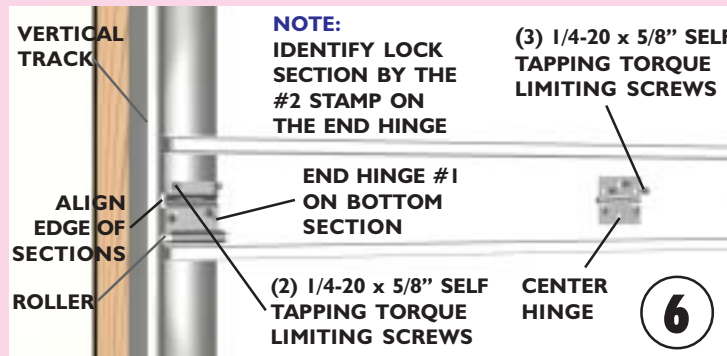 VERTICAL
TRACK
NOTE:
IDENTIFY LOCK
SECTION BY THE
#2 STAMP ON
THE END HINGE
(3) 1/4-20 x 5/8” SELF
TAPPING TORQUE
LIMITING SCREWS
END HINGE #1
ON BOTTOM
SECTION
ALIGN
EDGE OF
SECTIONS
ROLLER
(2) 1/4-20 x 5/8” SELF
TAPPING TORQUE
LIMITING SCREWS
CENTER
HINGE
6